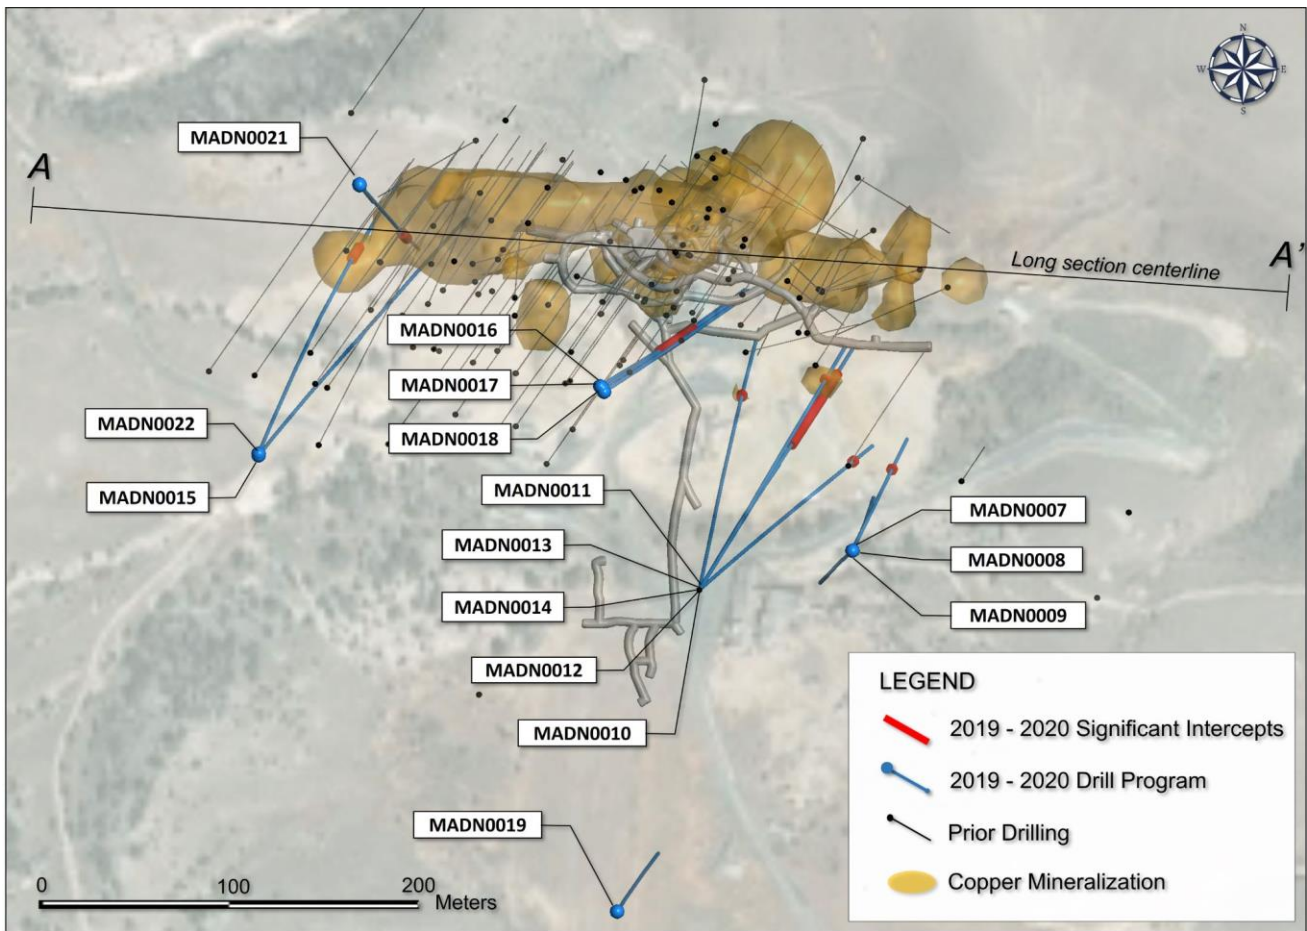 N
W
E
S
MADN0021
A
A'
Long section centerline
MADN0016
MADN0017
MADN0018
MADN0022
MADN0015
MADN0011
MADN0013
MADN0014
MADN0012
MADN0010
MADN0007
MADN0008
MADN0009
MADN0019
LEGEND
2019 - 2020 Significant Intercepts
2019 - 2020 Drill Program
Prior Drilling
Copper Mineralization
0 100 200
Meters